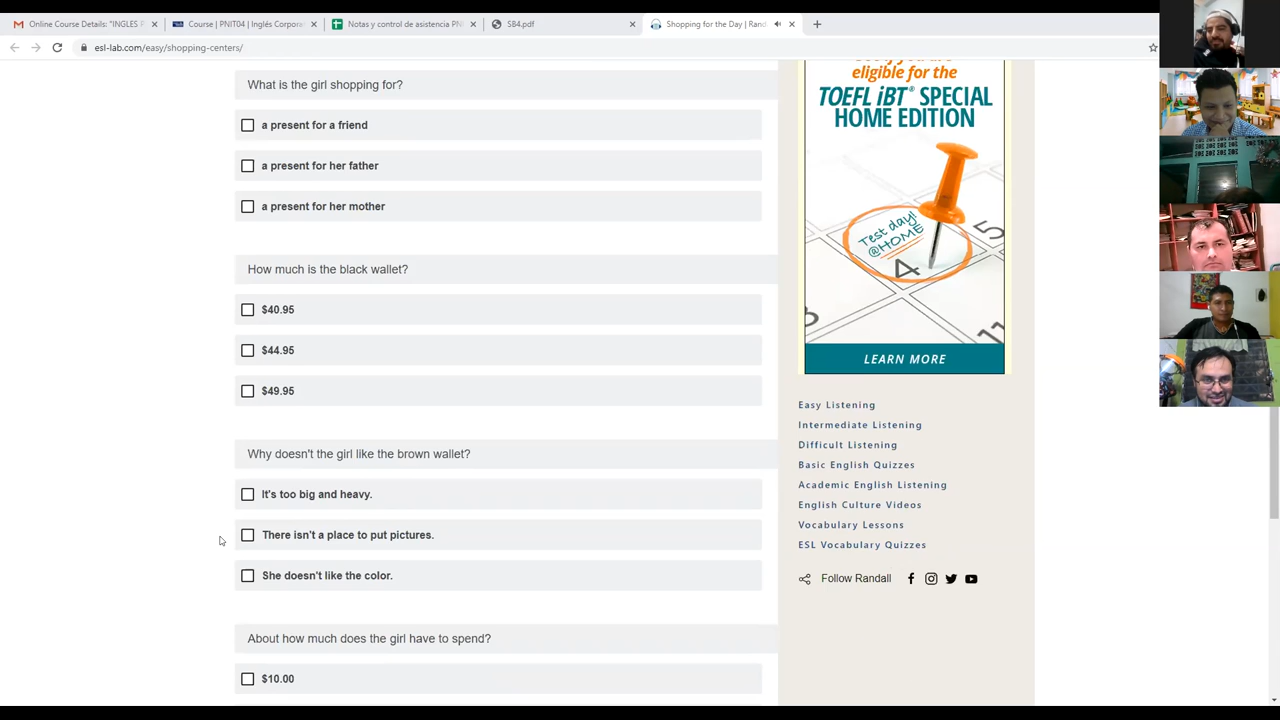 Online Course Details: "INGLES P
Course | PNIT04 | Inglés Corpora
Notas y control de asistencia PNI
SB4.pdf
Shopping for the Day | Rand
esl-lab.com/easy/shopping-centers/
What is the girl shopping for?
a present for a friend
a present for her father
a present for her mother
How much is the black wallet?
$40.95
$44.95
$49.95
Why doesn't the girl like the brown wallet?
It's too big and heavy.
There isn't a place to put pictures.
She doesn't like the color.
About how much does the girl have to spend?
$10.00
eligible for the
TOEFL iBT® SPECIAL
HOME EDITION
Test day!
@HOME
4
5
11
LEARN MORE
Easy Listening
Intermediate Listening
Difficult Listening
Basic English Quizzes
Academic English Listening
English Culture Videos
Vocabulary Lessons
ESL Vocabulary Quizzes
Follow Randall